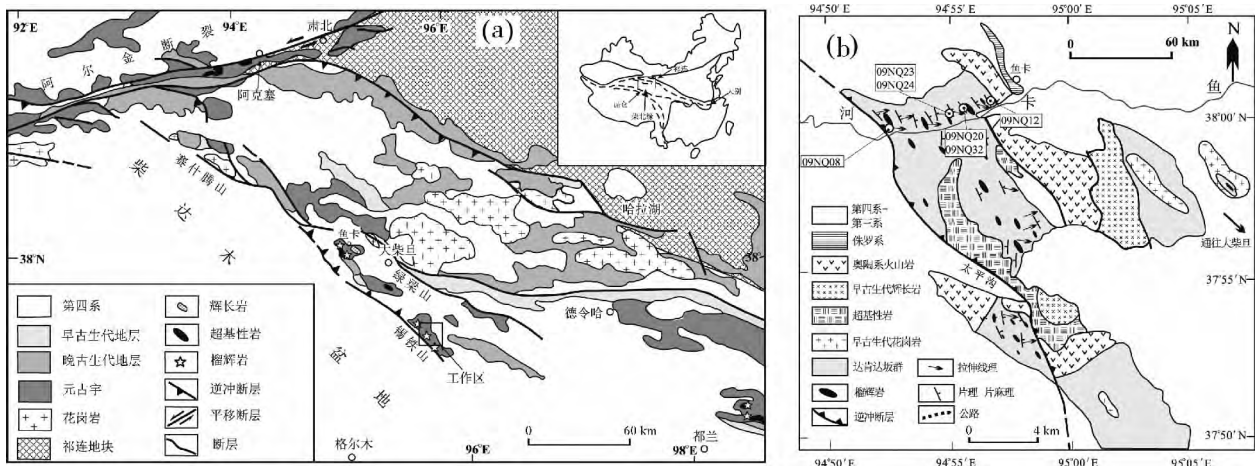 92°E
94°E
96°E
肃北
(a)
阿尔金断裂
阿克塞
赛什腾山
柴达木
盆地
哈拉湖
鱼卡
大柴旦
38°N
38°
绿梁山
德令哈
锡铁山
工作区
都兰
格尔木
0 60 km
96°E
98°E
第四系
早古生代地层
晚古生代地层
元古宇
花岗岩
祁连地块
辉长岩
超基性岩
榴辉岩
逆冲断层
平移断层
断层
94°50′E 94°55′E 95°00′E 95°05′E
(b)
0 60 km
N
鱼卡
09NQ23
09NQ24
鱼
卡
河
38°00′N
09NQ12
09NQ20
09NQ32
09NQ08
通往大柴旦
太平沟
37°55′N
37°50′N
第四系-
第三系
侏罗系
奥陶系火山岩
早古生代辉长岩
超基性岩
早古生代花岗岩
达肯达坂群
榴辉岩
逆冲断层
拉伸线理
片理 片麻理
公路
0 4 km
94°50′E 94°55′E 95°00′E 95°05′E